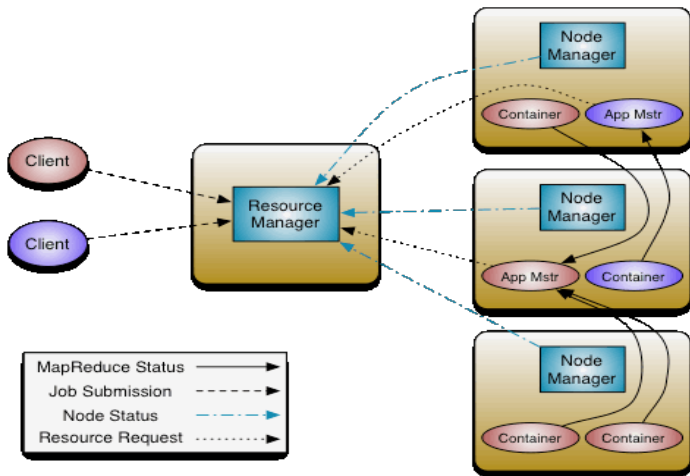 Node
Manager
Container
App Mstr
Client
Resource
Manager
Node
Manager
Client
App Mstr
Container
Node
Manager
Container
Container
MapReduce Status
Job Submission
Node Status
Resource Request